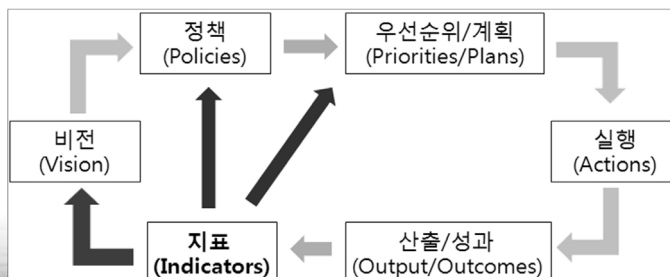 정책
(Policies)
우선순위/계획
(Priorities/Plans)
비전
(Vision)
실행
(Actions)
지표
(Indicators)
산출/성과
(Output/Outcomes)